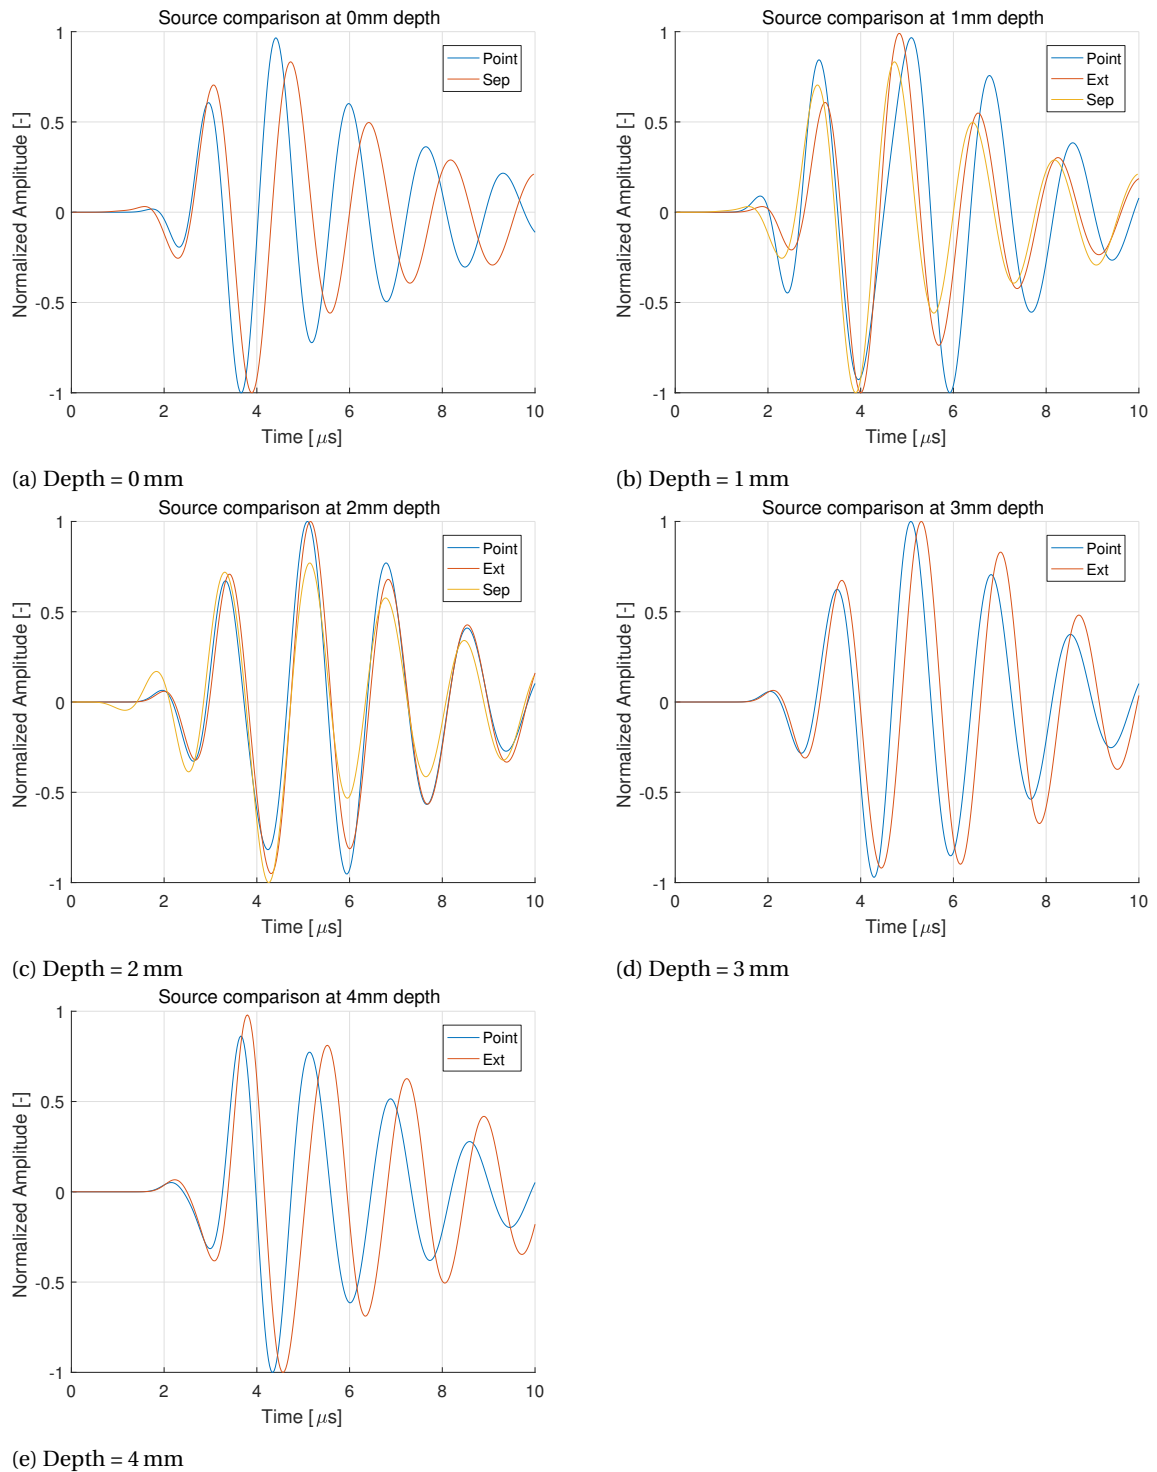 Source comparison at 0mm depth
1
0.5
0
-0.5
-1
Normalized Amplitude [-]
0 2 4 6 8 10
Time [μs]
Point
Sep
(a) Depth = 0 mm
Source comparison at 1mm depth
1
0.5
0
-0.5
-1
Normalized Amplitude [-]
0 2 4 6 8 10
Time [μs]
Point
Ext
Sep
(b) Depth = 1 mm
Source comparison at 2mm depth
1
0.5
0
-0.5
-1
Normalized Amplitude [-]
0 2 4 6 8 10
Time [μs]
Point
Ext
Sep
(c) Depth = 2 mm
Source comparison at 3mm depth
1
0.5
0
-0.5
-1
Normalized Amplitude [-]
0 2 4 6 8 10
Time [μs]
Point
Ext
(d) Depth = 3 mm
Source comparison at 4mm depth
1
0.5
0
-0.5
-1
Normalized Amplitude [-]
0 2 4 6 8 10
Time [μs]
Point
Ext
(e) Depth = 4 mm